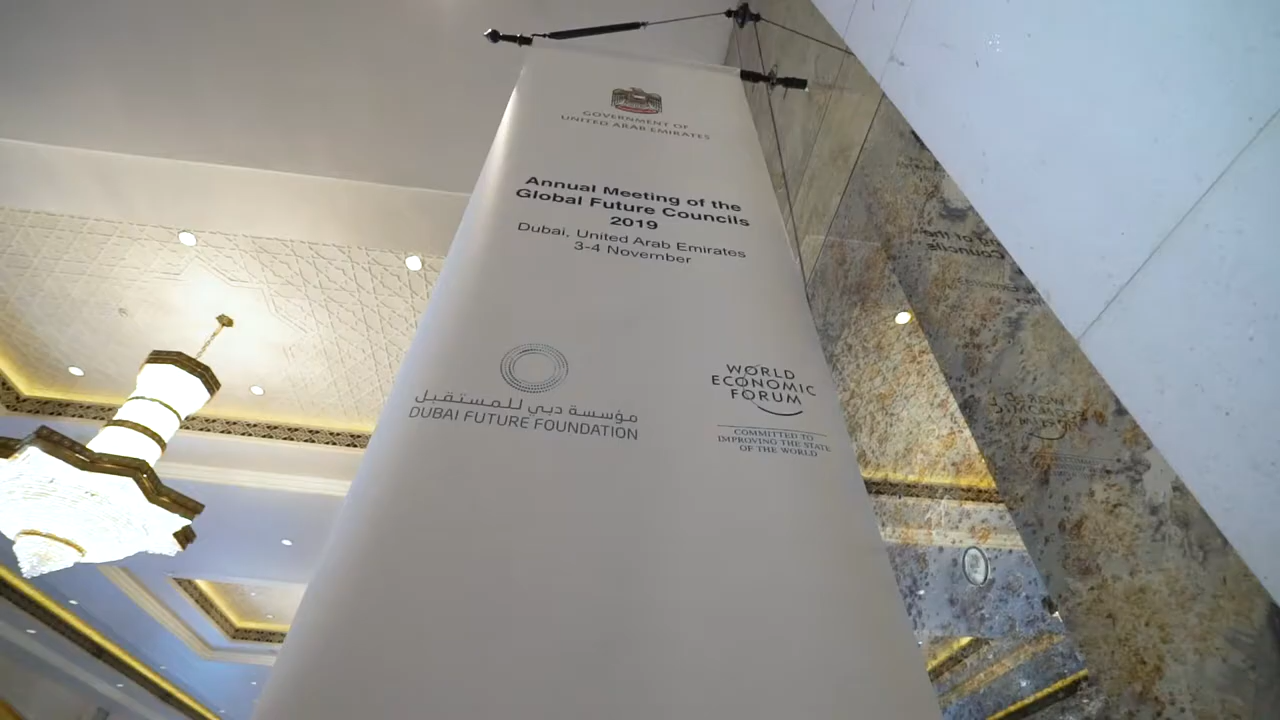 GOVERNMENT OF
UNITED ARAB EMIRATES
Annual Meeting of the
Global Future Councils
2019
Dubai, United Arab Emirates
3-4 November
مؤسسة دبي للمستقبل
DUBAI FUTURE FOUNDATION
WORLD
ECONOMIC
FORUM
COMMITTED TO
IMPROVING THE STATE
OF THE WORLD